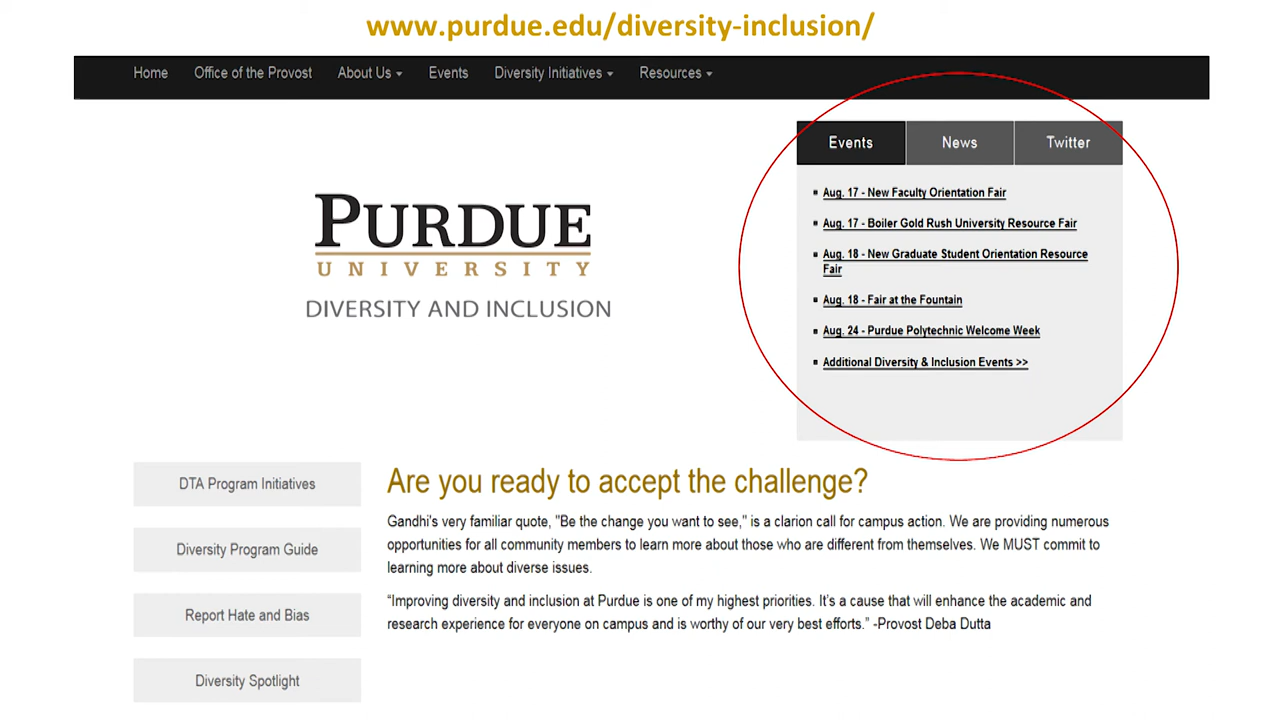 www.purdue.edu/diversity-inclusion/
Home Office of the Provost About Us Events Diversity Initiatives Resources
Events News Twitter
Aug. 17 - New Faculty Orientation Fair
Aug. 17 - Boiler Gold Rush University Resource Fair
Aug. 18 - New Graduate Student Orientation Resource
Fair
Aug. 18 - Fair at the Fountain
Aug. 24 - Purdue Polytechnic Welcome Week
Additional Diversity & Inclusion Events >>
PURDUE
UNIVERSITY
DIVERSITY AND INCLUSION
DTA Program Initiatives
Diversity Program Guide
Report Hate and Bias
Diversity Spotlight
Are you ready to accept the challenge?
Gandhi's very familiar quote, "Be the change you want to see," is a clarion call for campus action. We are providing numerous
opportunities for all community members to learn more about those who are different from themselves. We MUST commit to
learning more about diverse issues.
“Improving diversity and inclusion at Purdue is one of my highest priorities. It’s a cause that will enhance the academic and
research experience for everyone on campus and is worthy of our very best efforts.” -Provost Deba Dutta